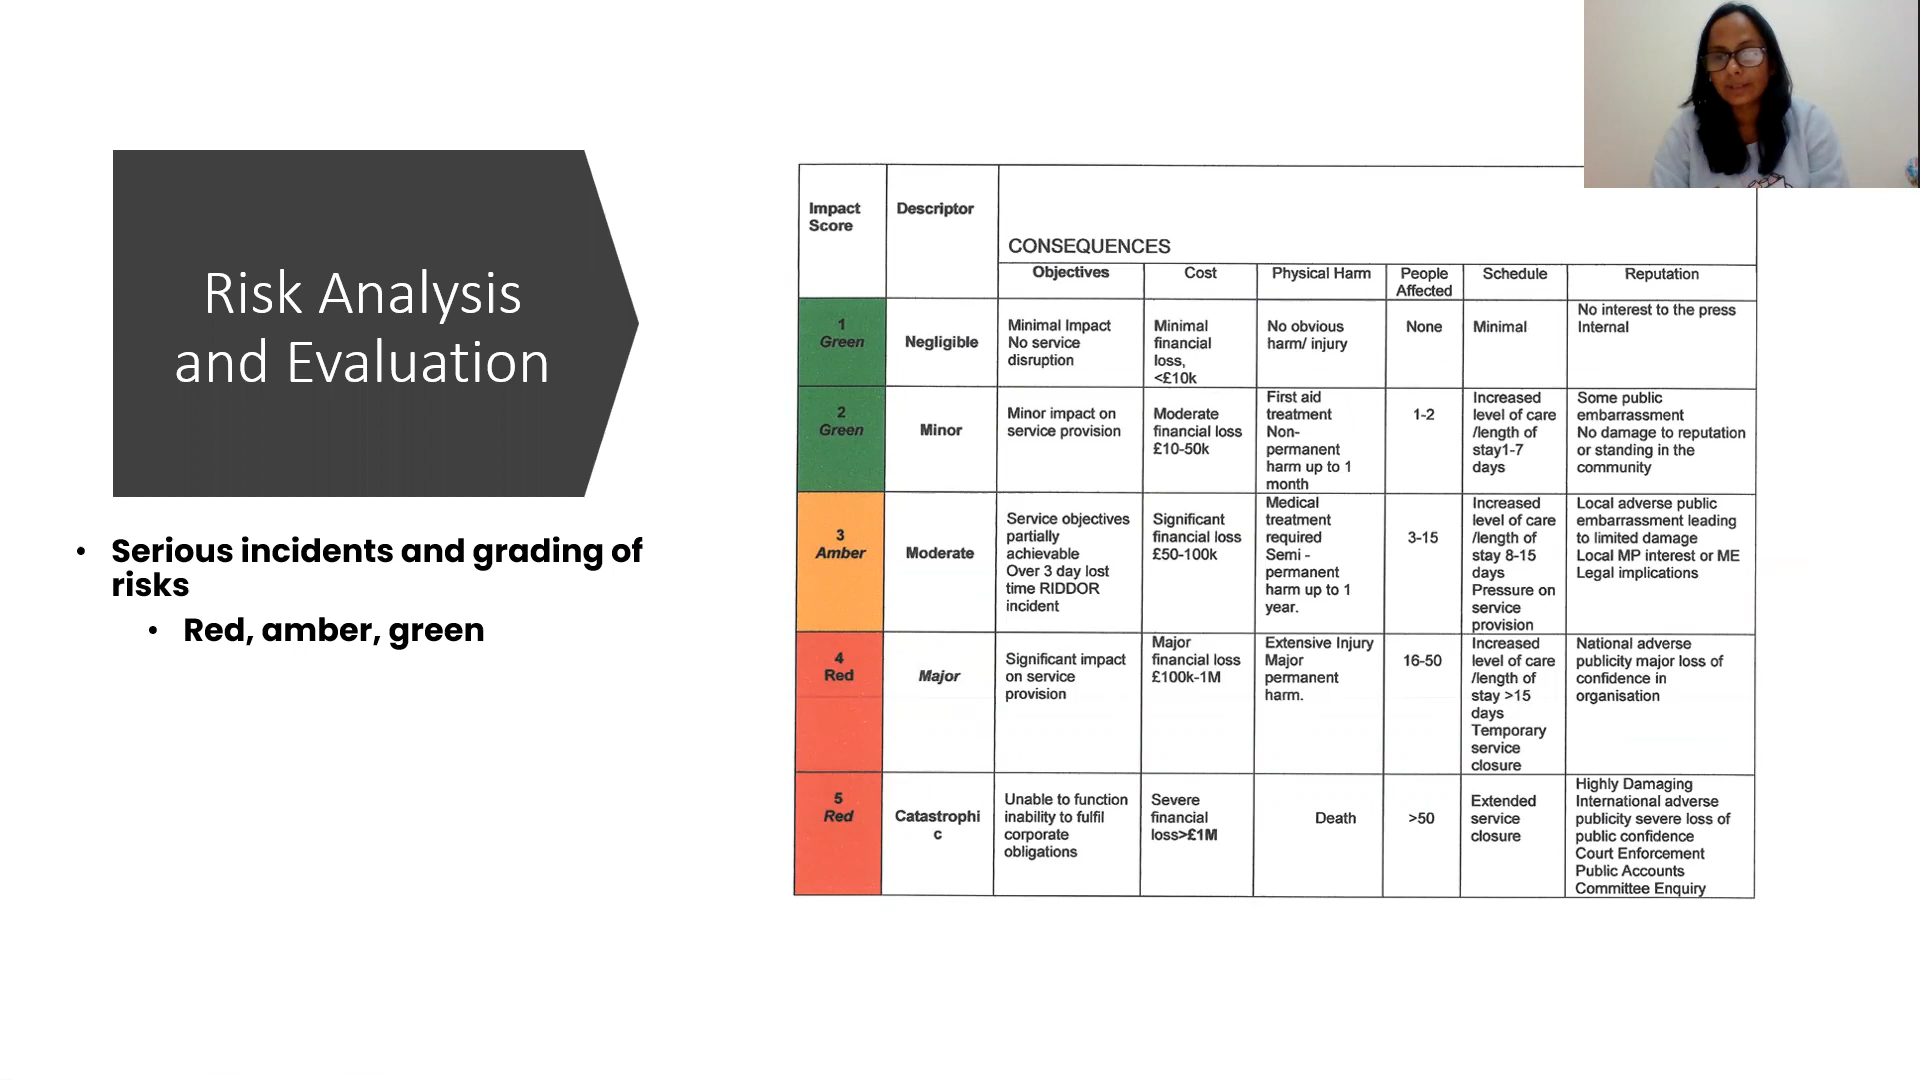 Risk Analysis
and Evaluation
• Serious incidents and grading of
risks
• Red, amber, green
Impact
Score
Descriptor
CONSEQUENCES
Objectives
Cost
Physical Harm
People
Affected
Schedule
Reputation
1
Green
Negligible
Minimal Impact
No service
disruption
Minimal
financial
loss,
<£10k
No obvious
harm/ injury
None
Minimal
No interest to the press
Internal
2
Green
Minor
Minor impact on
service provision
Moderate
financial loss
£10-50k
First aid
treatment
Non-
permanent
harm up to 1
month
1-2
Increased
level of care
/length of
stay1-7
days
Some public
embarrassment
No damage to reputation
or standing in the
community
3
Amber
Moderate
Service objectives
partially
achievable
Over 3 day lost
time RIDDOR
incident
Significant
financial loss
£50-100k
Medical
treatment
required
Semi -
permanent
harm up to 1
year.
3-15
Increased
level of care
/length of
stay 8-15
days
Pressure on
service
provision
Local adverse public
embarrassment leading
to limited damage
Local MP interest or ME
Legal implications
4
Red
Major
Significant impact
on service
provision
Major
financial loss
£100k-1M
Extensive Injury
Major
permanent
harm.
16-50
Increased
level of care
/length of
stay >15
days
Temporary
service
closure
National adverse
publicity major loss of
confidence in
organisation
5
Red
Catastrophi
c
Unable to function
inability to fulfil
corporate
obligations
Severe
financial
loss>£1M
Death
>50
Extended
service
closure
Highly Damaging
International adverse
publicity severe loss of
public confidence
Court Enforcement
Public Accounts
Committee Enquiry